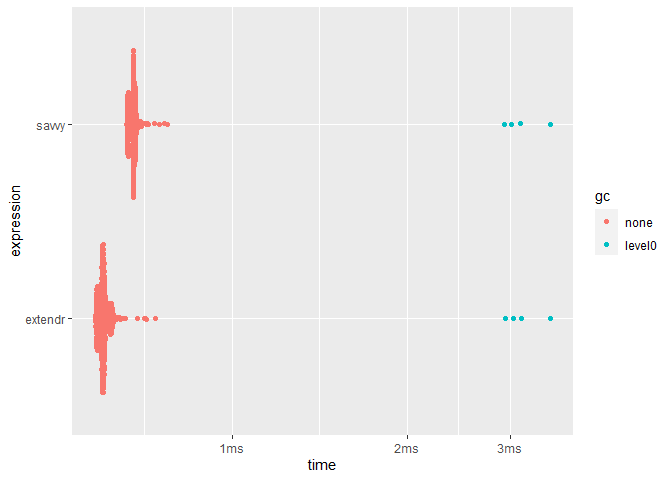 savvy
extendr
expression
1ms
2ms
3ms
time
gc
none
level0